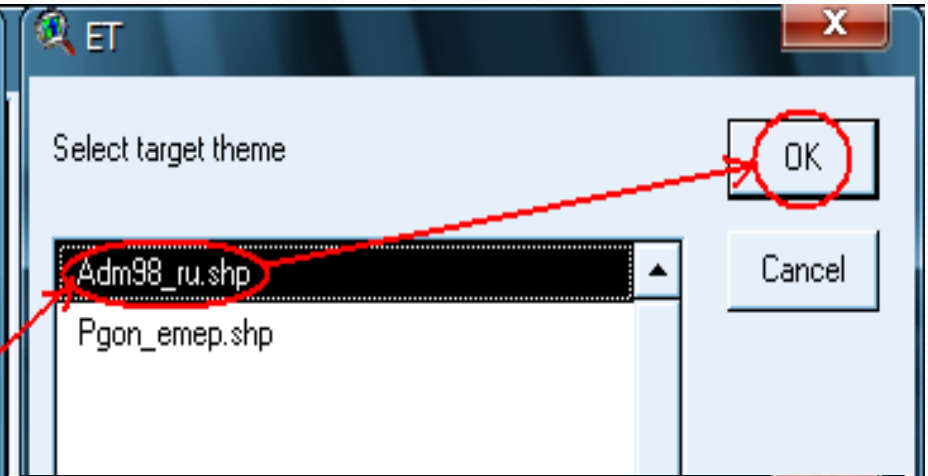 ET
Select target theme
OK
Adm98_ru.shp
Cancel
Pgon_emep.shp